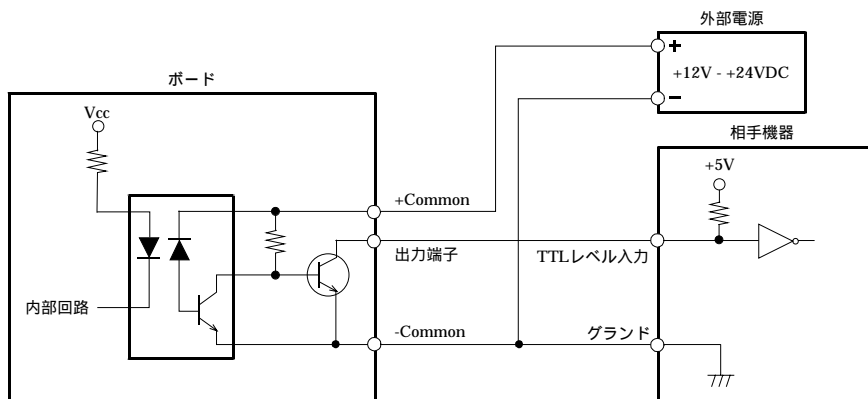 外部電源
+
+12V - +24VDC
−
ボード
相手機器
Vcc
+5V
+Common
出力端子
TTLレベル入力
内部回路
-Common
グランド